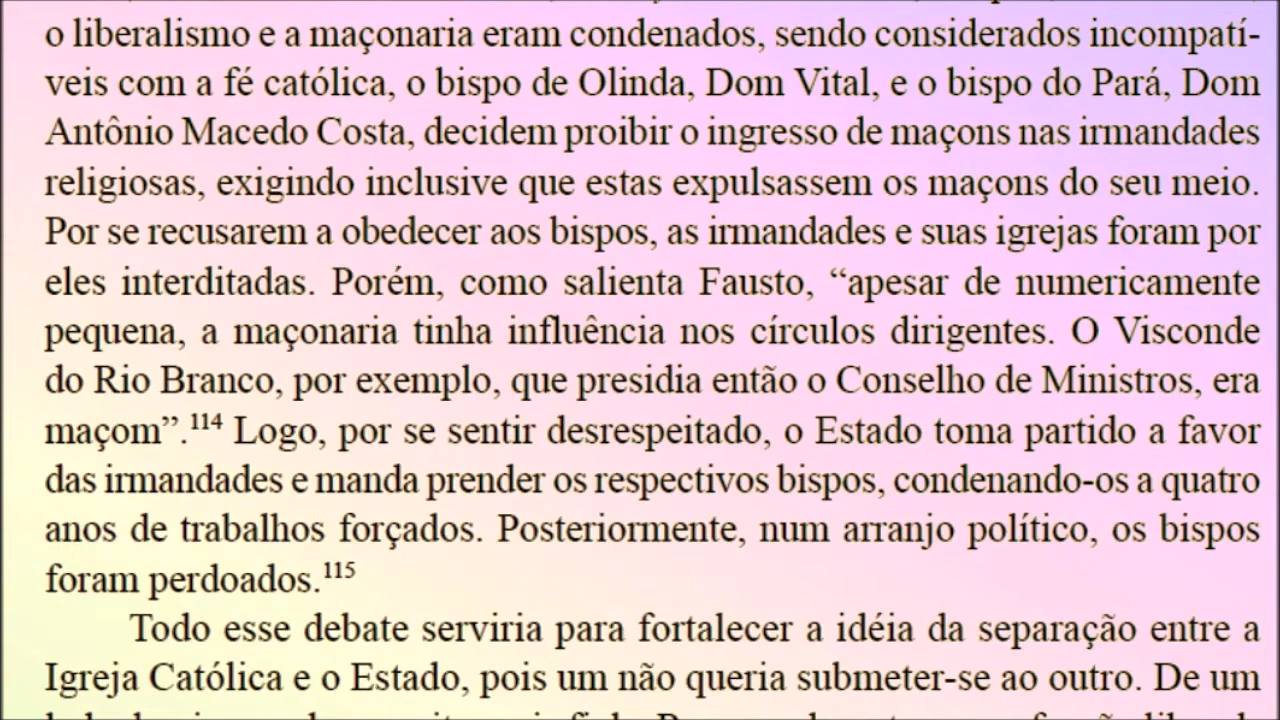 o liberalismo e a maçonaria eram condenados, sendo considerados incompatí-
veis com a fé católica, o bispo de Olinda, Dom Vital, e o bispo do Pará, Dom
Antônio Macedo Costa, decidem proibir o ingresso de maçons nas irmandades
religiosas, exigindo inclusive que estas expulsassem os maçons do seu meio.
Por se recusarem a obedecer aos bispos, as irmandades e suas igrejas foram por
eles interditadas. Porém, como salienta Fausto, “apesar de numericamente
pequena, a maçonaria tinha influência nos círculos dirigentes. O Visconde
do Rio Branco, por exemplo, que presidia então o Conselho de Ministros, era
maçom”.¹¹⁴ Logo, por se sentir desrespeitado, o Estado toma partido a favor
das irmandades e manda prender os respectivos bispos, condenando-os a quatro
anos de trabalhos forçados. Posteriormente, num arranjo político, os bispos
foram perdoados.¹¹⁵
Todo esse debate serviria para fortalecer a idéia da separação entre a
Igreja Católica e o Estado, pois um não queria submeter-se ao outro. De um